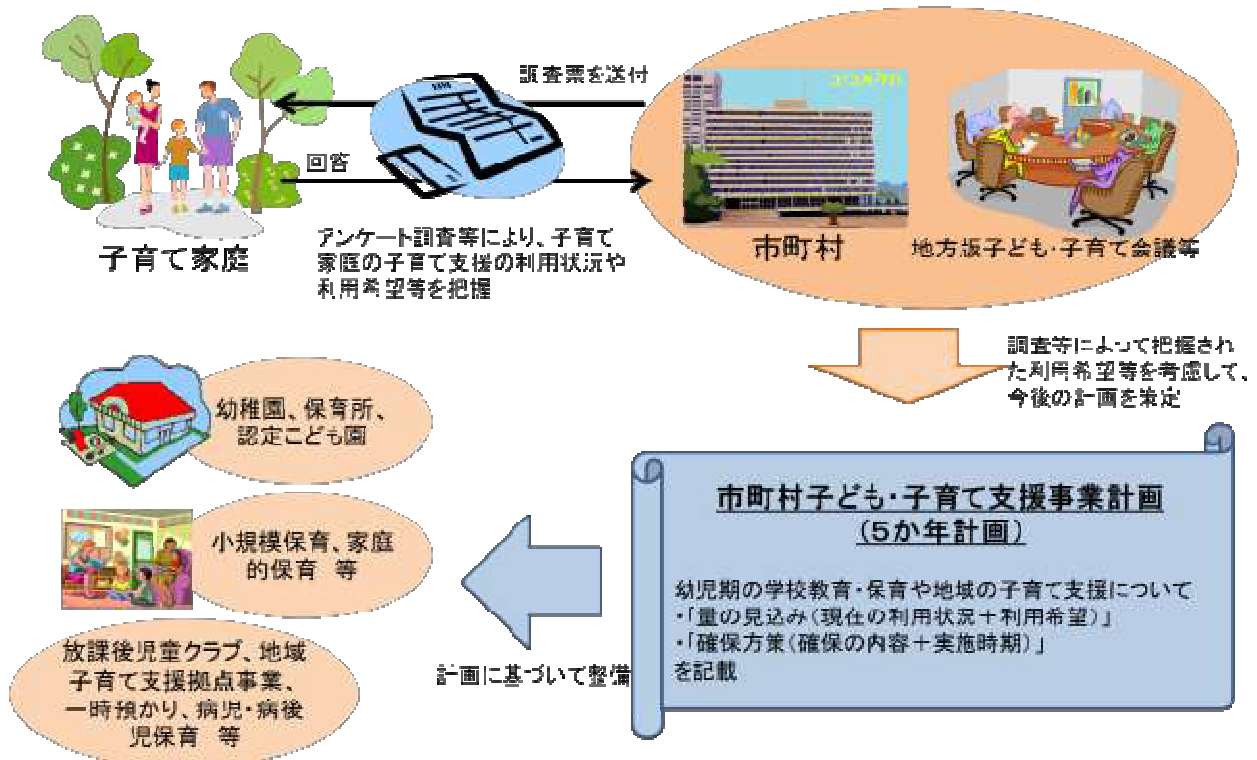 調査票を送付
回答
子育て家庭
アンケート調査等により、子育て
家庭の子育て支援の利用状況や
利用希望等を把握
市町村
地方版子ども・子育て会議等
調査等によって把握され
た利用希望等を考慮して、
今後の計画を策定
市町村子ども・子育て支援事業計画
(5か年計画)
幼児期の学校教育・保育や地域の子育て支援について
・「量の見込み(現在の利用状況+利用希望)」
・「確保方策(確保の内容+実施時期)」
を記載
計画に基づいて整備
幼稚園、保育所、
認定こども園
小規模保育、家庭
的保育 等
放課後児童クラブ、地域
子育て支援拠点事業、
一時預かり、病児・病後
児保育 等